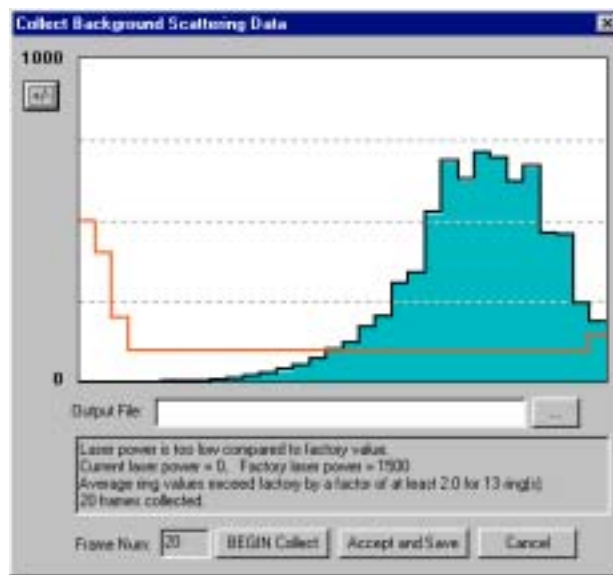 Collect Background Scattering Data
1000
+/-
0
Output File:
...
Laser power is too low compared to factory value.
Current laser power = 0, Factory laser power = 1500
Average ring values exceed factory by a factor of at least 2.0 for 13 ring(s)
20 frames collected.
Frame Num: 20 BEGIN Collect Accept and Save Cancel